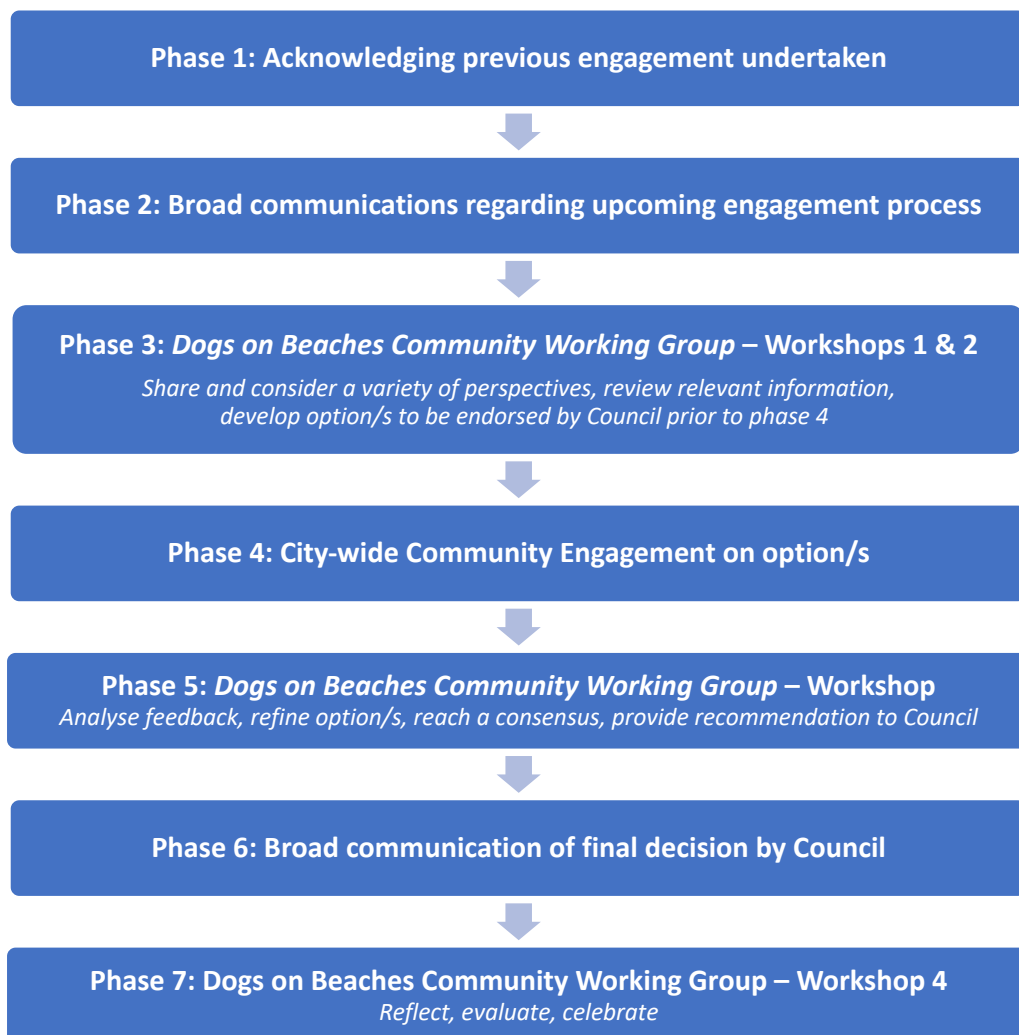 Phase 1: Acknowledging previous engagement undertaken
Phase 2: Broad communications regarding upcoming engagement process
Phase 3: Dogs on Beaches Community Working Group – Workshops 1 & 2
Share and consider a variety of perspectives, review relevant information,
develop option/s to be endorsed by Council prior to phase 4
Phase 4: City-wide Community Engagement on option/s
Phase 5: Dogs on Beaches Community Working Group – Workshop
Analyse feedback, refine option/s, reach a consensus, provide recommendation to Council
Phase 6: Broad communication of final decision by Council
Phase 7: Dogs on Beaches Community Working Group – Workshop 4
Reflect, evaluate, celebrate